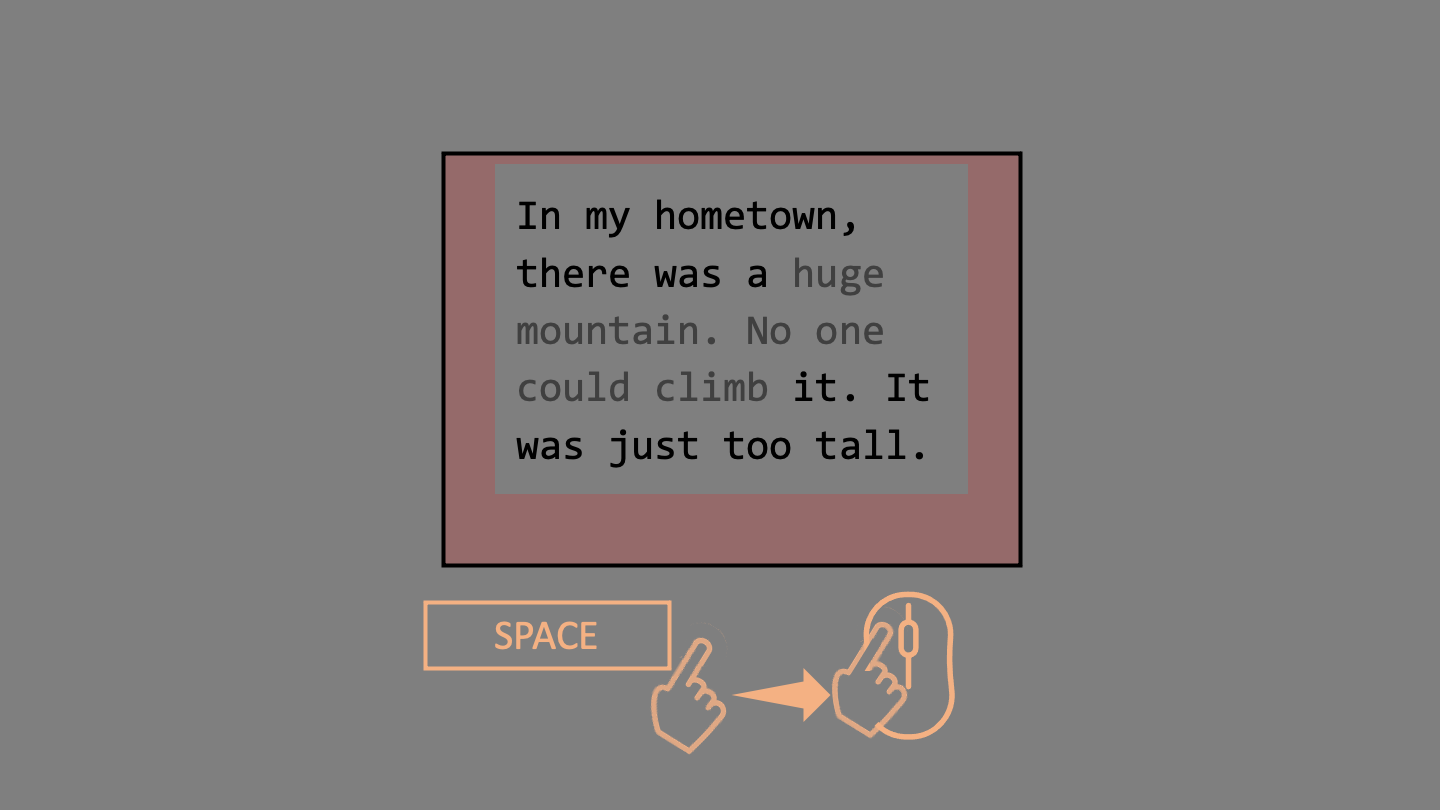 In my hometown,
there was a huge
mountain. No one
could climb it. It
was just too tall.
SPACE